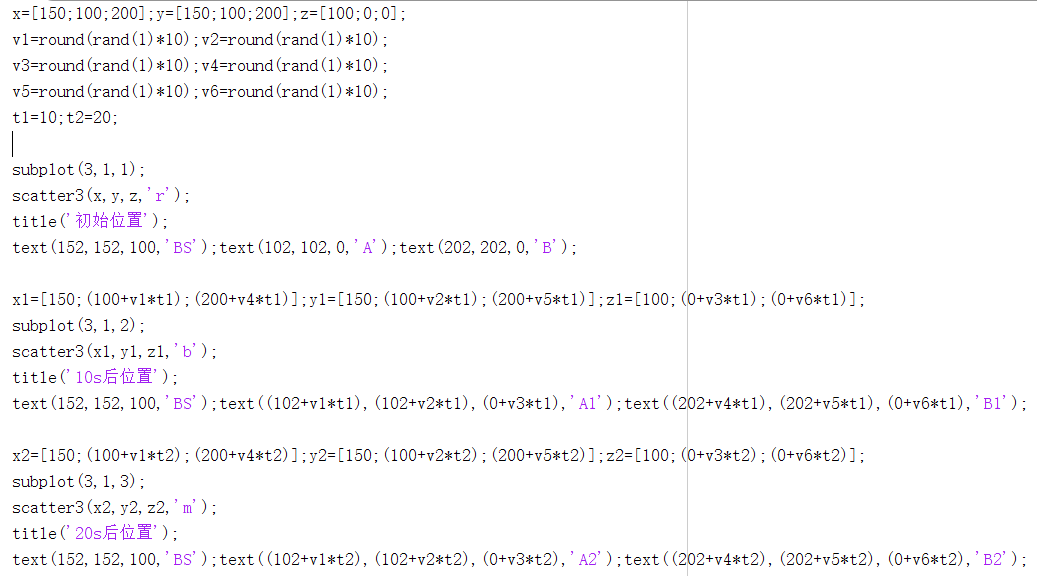 x=[150;100;200];y=[150;100;200];z=[100;0;0];
v1=round(rand(1)*10);v2=round(rand(1)*10);
v3=round(rand(1)*10);v4=round(rand(1)*10);
v5=round(rand(1)*10);v6=round(rand(1)*10);
t1=10;t2=20;
subplot(3,1,1);
scatter3(x,y,z,'r');
title('初始位置');
text(152,152,100,'BS');text(102,102,0,'A');text(202,202,0,'B');
x1=[150;(100+v1*t1);(200+v4*t1)];y1=[150;(100+v2*t1);(200+v5*t1)];z1=[100;(0+v3*t1);(0+v6*t1)];
subplot(3,1,2);
scatter3(x1,y1,z1,'b');
title('10s后位置');
text(152,152,100,'BS');text((102+v1*t1),(102+v2*t1),(0+v3*t1),'A1');text((202+v4*t1),(202+v5*t1),(0+v6*t1),'B1');
x2=[150;(100+v1*t2);(200+v4*t2)];y2=[150;(100+v2*t2);(200+v5*t2)];z2=[100;(0+v3*t2);(0+v6*t2)];
subplot(3,1,3);
scatter3(x2,y2,z2,'m');
title('20s后位置');
text(152,152,100,'BS');text((102+v1*t2),(102+v2*t2),(0+v3*t2),'A2');text((202+v4*t2),(202+v5*t2),(0+v6*t2),'B2');